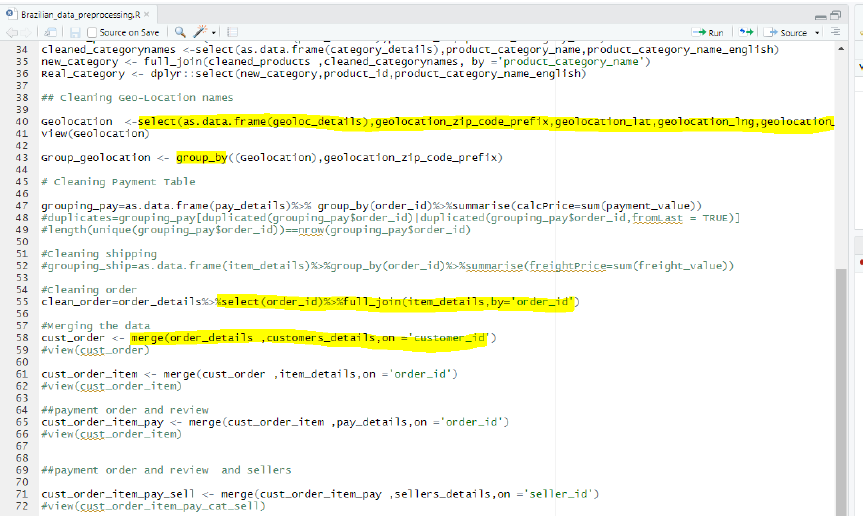 Brazilian_data_preprocessing.R ×
Source on Save
Run
Source
34 cleaned_categorynames <-select(as.data.frame(category_details),product_category_name,product_category_name_english)
35 new_category <- full_join(cleaned_products ,cleaned_categorynames, by ='product_category_name')
36 Real_category <- dplyr::select(new_category,product_id,product_category_name_english)
37
38 ## Cleaning Geo-Location names
39
40 Geolocation <-select(as.data.frame(geoloc_details),geolocation_zip_code_prefix,geolocation_lat,geolocation_lng,geolocation_
41 view(Geolocation)
42
43 Group_geolocation <- group_by((Geolocation),geolocation_zip_code_prefix)
44
45 # Cleaning Payment Table
46
47 grouping_pay=as.data.frame(pay_details)%>% group_by(order_id)%>%summarise(calcPrice=sum(payment_value))
48 #duplicates=grouping_pay[duplicated(grouping_pay$order_id)|duplicated(grouping_pay$order_id,fromLast = TRUE)]
49 #length(unique(grouping_pay$order_id))==nrow(grouping_pay$order_id)
50
51 #Cleaning shipping
52 #grouping_ship=as.data.frame(item_details)%>%group_by(order_id)%>%summarise(freightPrice=sum(freight_value))
53
54 #Cleaning order
55 clean_order=order_details%>%select(order_id)%>%full_join(item_details,by='order_id')
56
57 #Merging the data
58 cust_order <- merge(order_details ,customers_details,on ='customer_id')
59 #view(cust_order)
60
61 cust_order_item <- merge(cust_order ,item_details,on ='order_id')
62 #view(cust_order_item)
63
64 ##payment order and review
65 cust_order_item_pay <- merge(cust_order_item ,pay_details,on ='order_id')
66 #view(cust_order_item)
67
68
69 ##payment order and review and sellers
70
71 cust_order_item_pay_sell <- merge(cust_order_item_pay ,sellers_details,on ='seller_id')
72 #view(cust_order_item_pay_cat_sell)